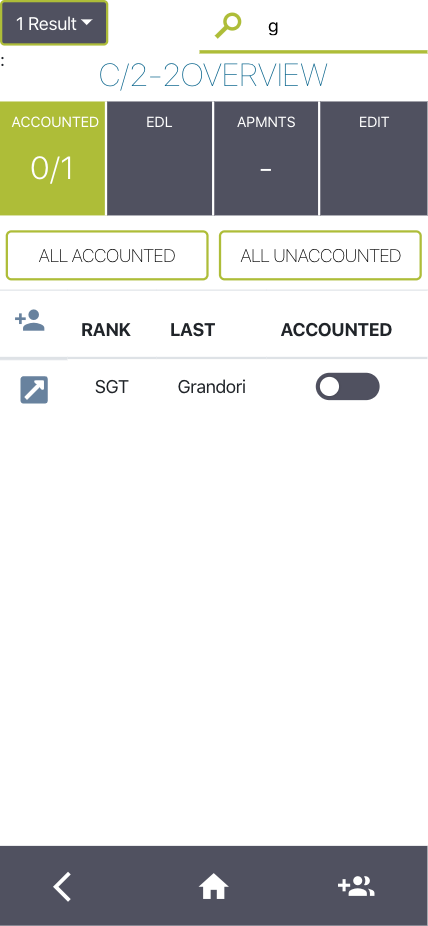 1 Result
g
:
C/2-2OVERVIEW
ACCOUNTED EDL APMNTS EDIT
0/1 -
ALL ACCOUNTED ALL UNACCOUNTED
RANK LAST ACCOUNTED
SGT Grandori